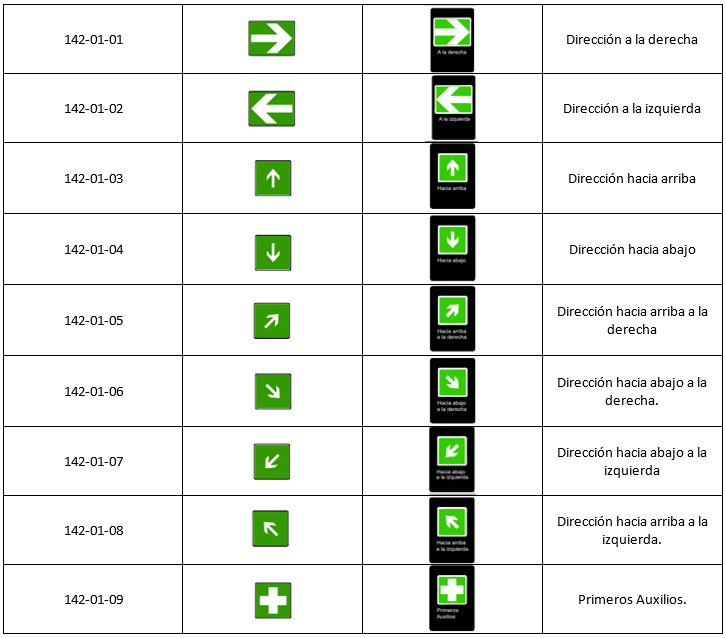 142-01-01
A la derecha
Dirección a la derecha
142-01-02
A la izquierda
Dirección a la izquierda
142-01-03
Hacia arriba
Dirección hacia arriba
142-01-04
Hacia abajo
Dirección hacia abajo
142-01-05
Hacia arriba
a la derecha
Dirección hacia arriba a la
derecha
142-01-06
Hacia abajo
a la derecha
Dirección hacia abajo a la
derecha.
142-01-07
Hacia abajo
a la izquierda
Dirección hacia abajo a la
izquierda
142-01-08
Hacia arriba
a la izquierda
Dirección hacia arriba a la
izquierda.
142-01-09
Primeros
Auxilios
Primeros Auxilios.